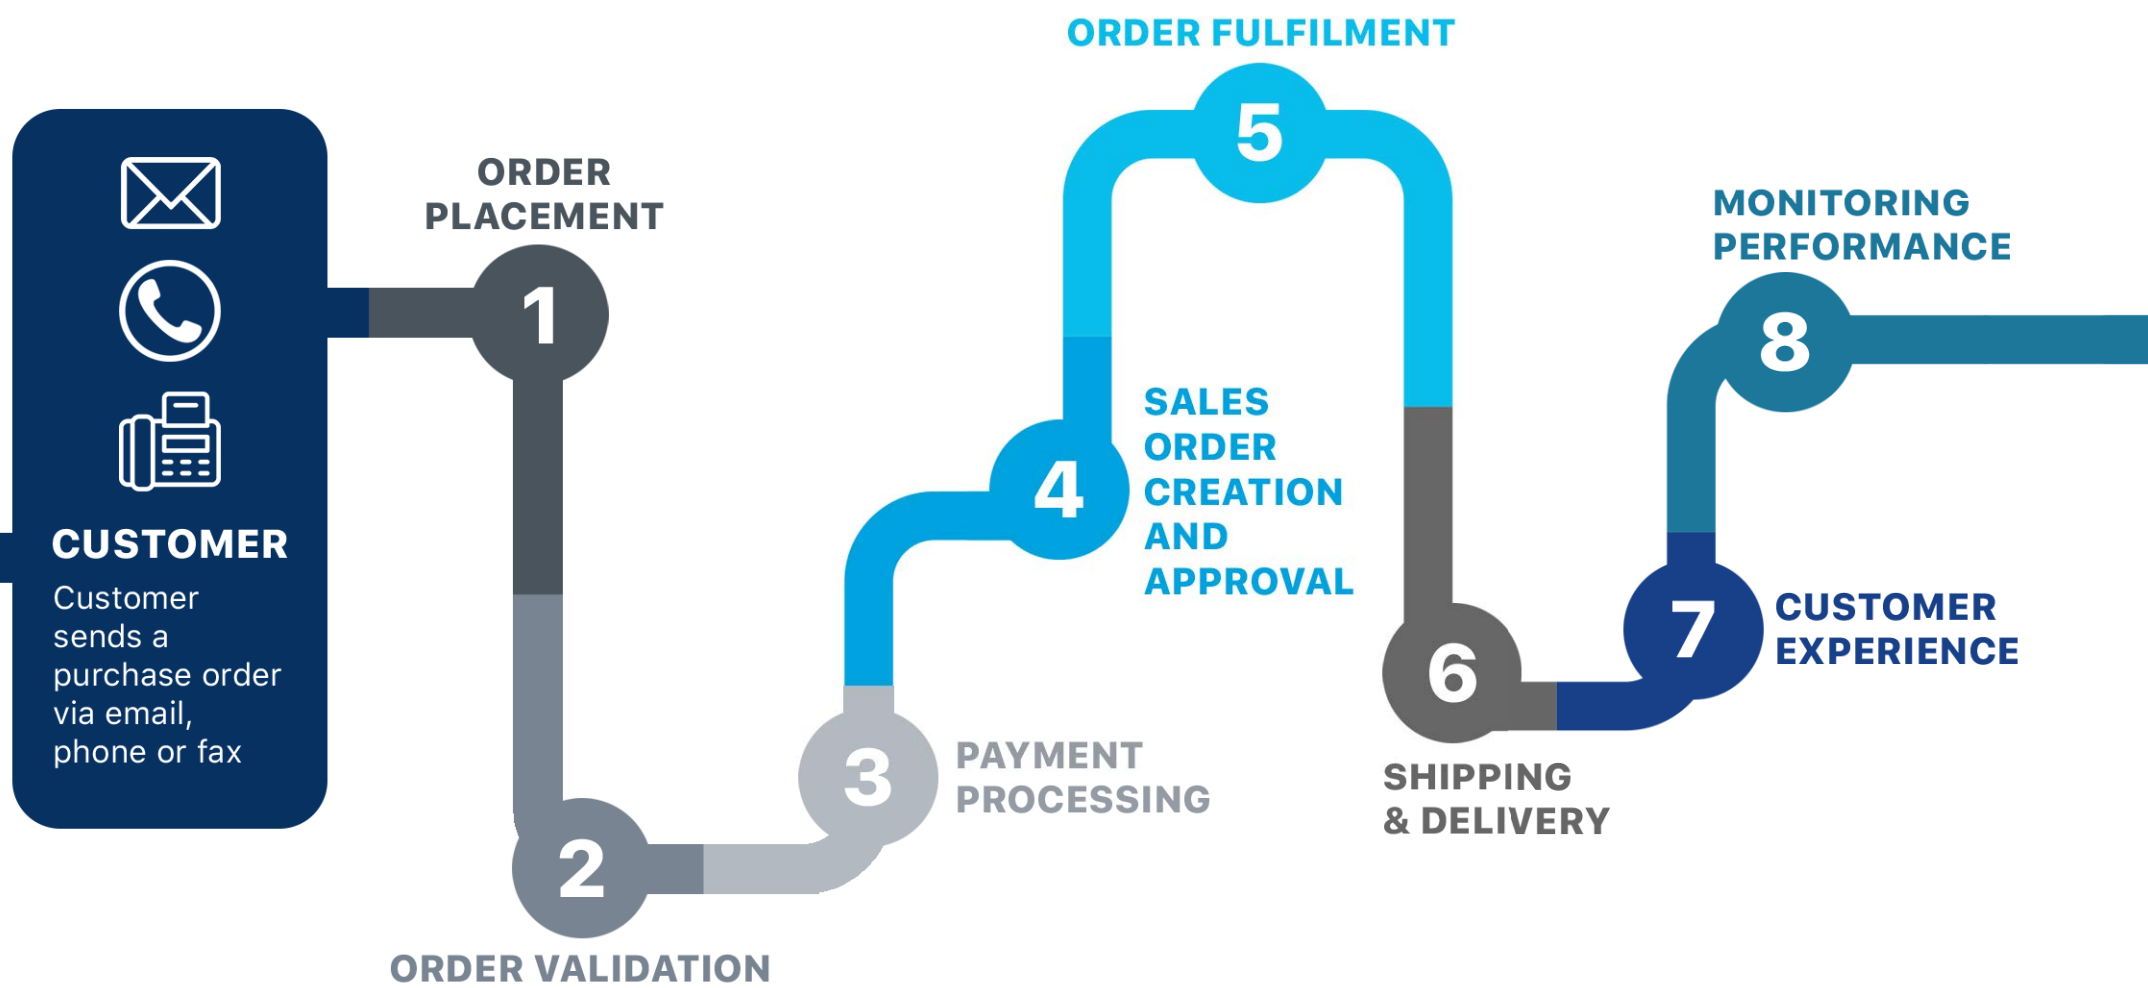 CUSTOMER
Customer
sends a
purchase order
via email,
phone or fax
ORDER
PLACEMENT
1
2
ORDER VALIDATION
3
PAYMENT
PROCESSING
4
SALES
ORDER
CREATION
AND
APPROVAL
ORDER FULFILMENT
5
6
SHIPPING
& DELIVERY
7
CUSTOMER
EXPERIENCE
MONITORING
PERFORMANCE
8